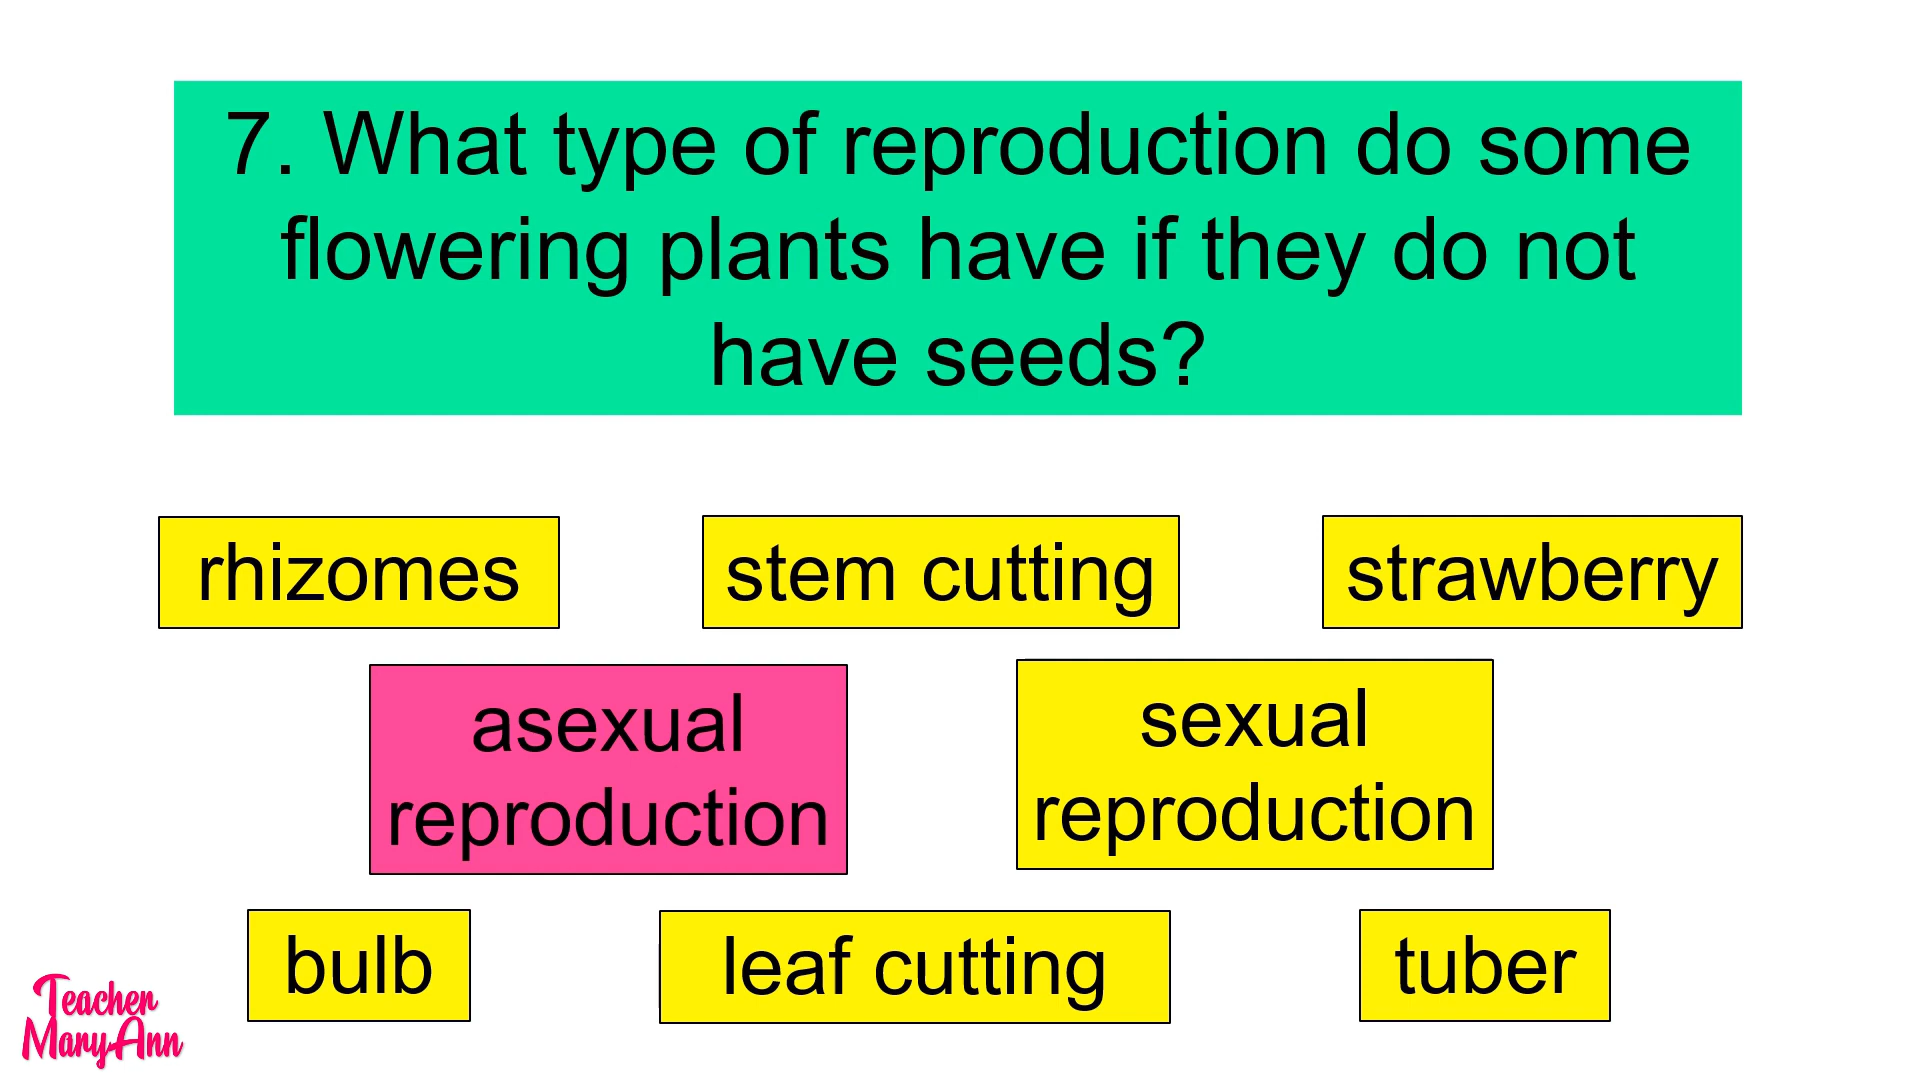 7. What type of reproduction do some
flowering plants have if they do not
have seeds?
rhizomes
stem cutting
strawberry
asexual
reproduction
sexual
reproduction
bulb
leaf cutting
tuber
Teacher
MaryAnn